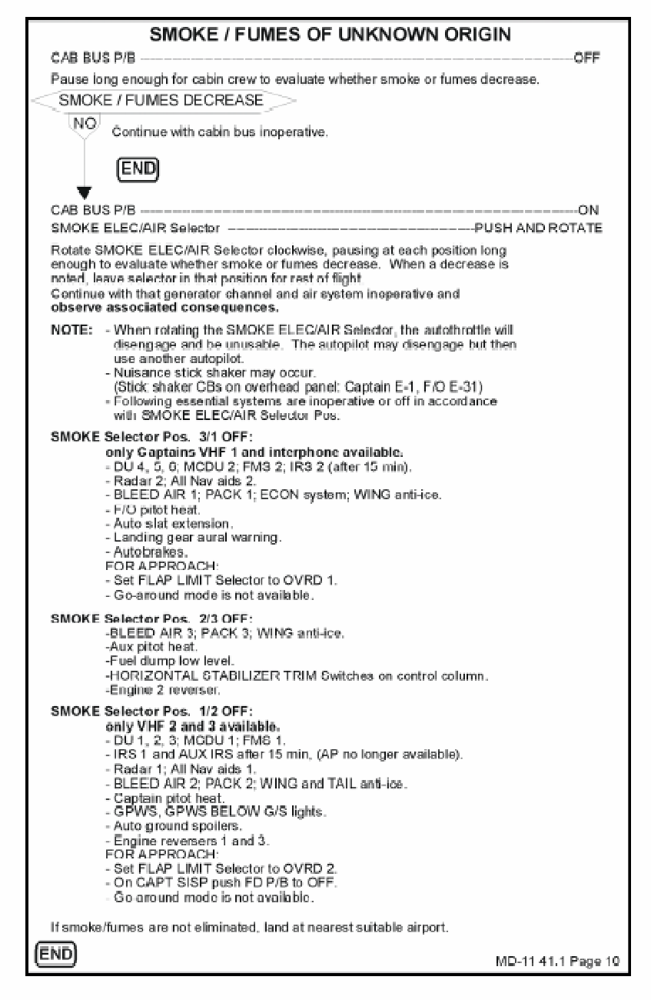 SMOKE / FUMES OF UNKNOWN ORIGIN
CAB BUS P/B ---OFF
Pause long enough for cabin crew to evaluate whether smoke or fumes decrease.
SMOKE / FUMES DECREASE
NO
Continue with cabin bus inoperative.
END
CAB BUS P/B ---ON
SMOKE ELEC/AIR Selector ---PUSH AND ROTATE
Rotate SMOKE ELEC/AIR Selector clockwise, pausing at each position long
enough to evaluate whether smoke or fumes decrease. When a decrease is
noted, leave selector in that position for rest of flight.
Continue with that generator channel and air system inoperative and
observe associated consequences.
NOTE: - When rotating the SMOKE ELEC/AIR Selector, the autothrottle will
disengage and be unusable. The autopilot may disengage but then
use another autopilot.
- Nuisance stick shaker may occur.
(Stick shaker CBs on overhead panel: Captain E-1, F/O E-31)
- Following essential systems are inoperative or off in accordance
with SMOKE ELEC/AIR Selector Pos.
SMOKE Selector Pos. 3/1 OFF:
only Captains VHF 1 and interphone available.
- DU 4, 5, 6; MCDU 2; FMS 2; IRS 2 (after 15 min).
- Radar 2; All Nav aids 2.
- BLEED AIR 1; PACK 1; ECON system; WING anti-ice.
- F/O pitot heat.
- Auto slat extension.
- Landing gear aural warning.
- Autobrakes.
FOR APPROACH:
- Set FLAP LIMIT Selector to OVRD 1.
- Go-around mode is not available.
SMOKE Selector Pos. 2/3 OFF:
-BLEED AIR 3; PACK 3; WING anti-ice.
-Aux pitot heat.
-Fuel dump low level.
-HORIZONTAL STABILIZER TRIM Switches on control column.
-Engine 2 reverser.
SMOKE Selector Pos. 1/2 OFF:
only VHF 2 and 3 available.
- DU 1, 2, 3; MCDU 1; FMS 1.
- IRS 1 and AUX IRS after 15 min, (AP no longer available).
- Radar 1; All Nav aids 1.
- BLEED AIR 2; PACK 2; WING and TAIL anti-ice.
- Captain pitot heat.
- GPWS, GPWS BELOW G/S lights.
- Auto ground spoilers.
- Engine reversers 1 and 3.
FOR APPROACH:
- Set FLAP LIMIT Selector to OVRD 2.
- On CAPT SISP push FD P/B to OFF.
- Go around mode is not available.
If smoke/fumes are not eliminated, land at nearest suitable airport.
END
MD-11 41.1 Page 10